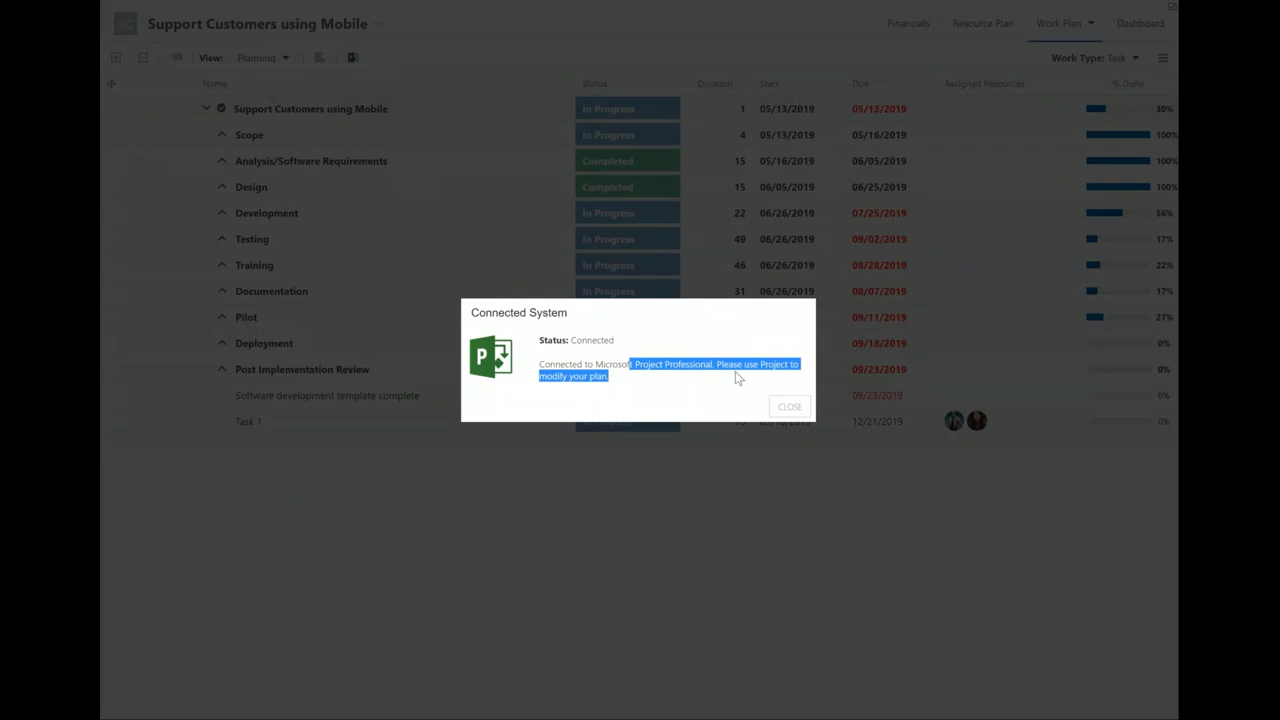 Support Customers using Mobile
Financials Resource Plan Work Plan Dashboard
View: Planning Work Type: Task
Name Status Duration Start Due Assigned Resources % Done
Support Customers using Mobile In Progress 1 05/13/2019 05/13/2019 30%
Scope In Progress 4 05/13/2019 05/16/2019 100%
Analysis/Software Requirements Completed 15 05/16/2019 06/05/2019 100%
Design Completed 15 06/05/2019 06/25/2019 100%
Development In Progress 22 06/26/2019 07/25/2019 56%
Testing In Progress 49 06/26/2019 09/02/2019 17%
Training In Progress 46 06/26/2019 08/28/2019 22%
Documentation In Progress 31 06/26/2019 08/07/2019 17%
Pilot 09/11/2019 27%
Deployment 09/18/2019 0%
Post Implementation Review 09/23/2019 0%
Software development template complete 09/23/2019 0%
Task 1 12/21/2019 0%
Connected System
P
Status: Connected
Connected to Microsoft Project Professional. Please use Project to
modify your plan.
CLOSE